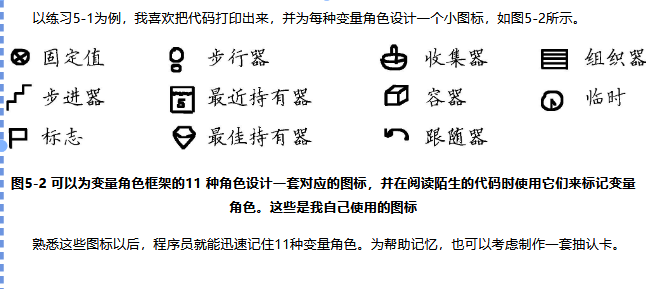 以练习5-1为例，我喜欢把代码打印出来，并为每种变量角色设计一个小图标，如图5-2所示。
固定值 步行器 收集器 组织器
步进器 最近持有器 容器 临时
标志 最佳持有器 跟随器
图5-2 可以为变量角色框架的11 种角色设计一套对应的图标，并在阅读陌生的代码时使用它们来标记变量
角色。这些是我自己使用的图标
熟悉这些图标以后，程序员就能迅速记住11种变量角色。为帮助记忆，也可以考虑制作一套抽认卡。